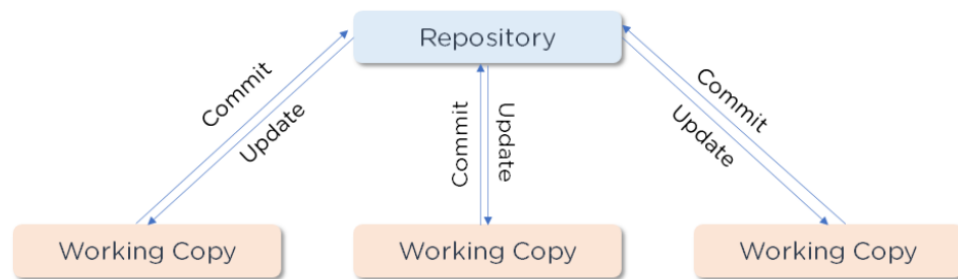 Repository
Commit
Update
Commit
Update
Commit
Update
Working Copy
Working Copy
Working Copy